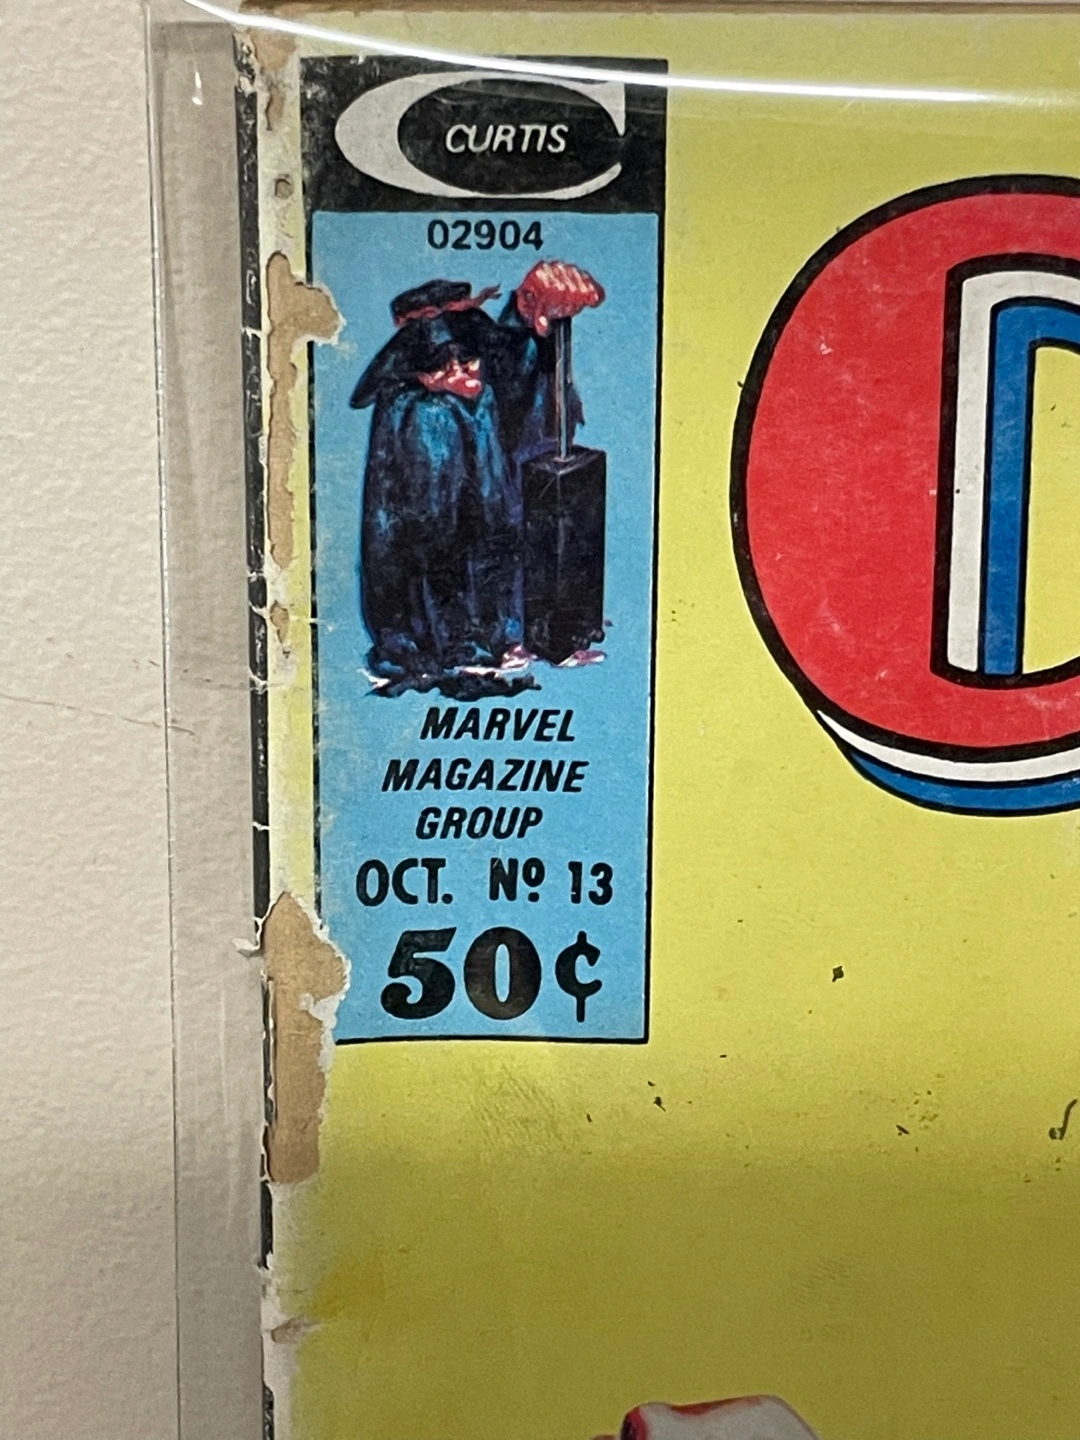 CURTIS
02904
MARVEL
MAGAZINE
GROUP
OCT. Nº 13
50¢